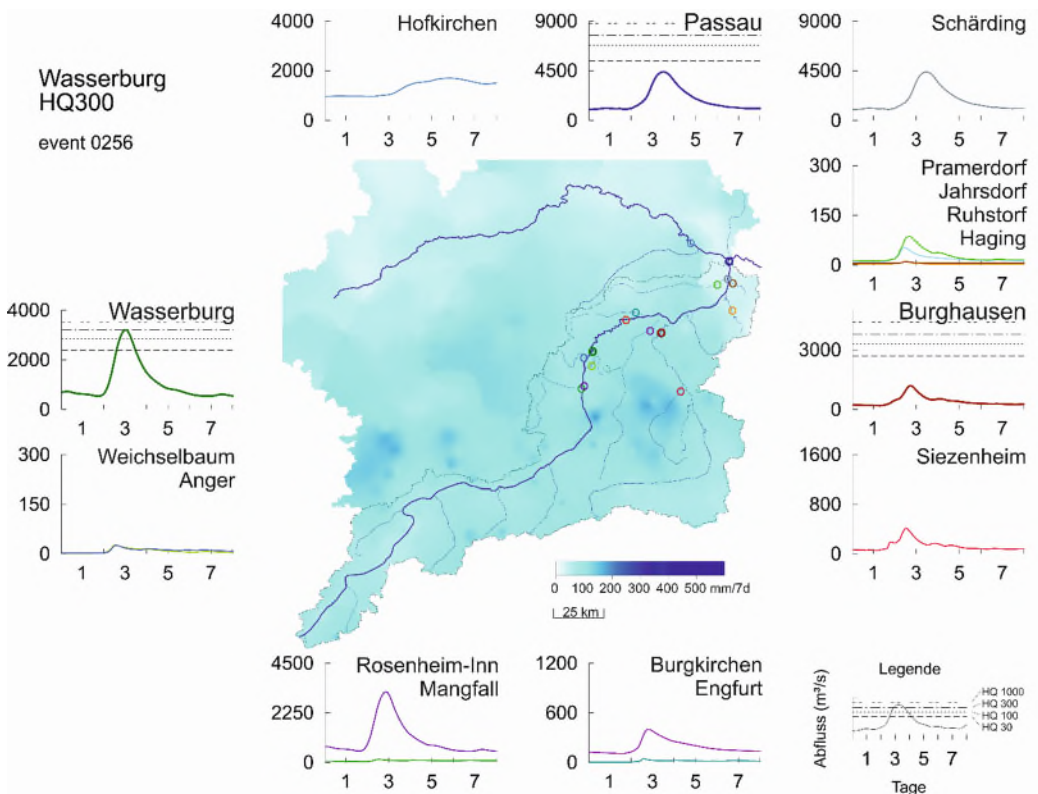 Wasserburg
HQ300
event 0256
Hofkirchen
4000
2000
0
1 3 5 7
Passau
9000
4500
0
1 3 5 7
Schärding
9000
4500
0
1 3 5 7
Pramerdorf
Jahrsdorf
Ruhstorf
Haging
300
150
0
1 3 5 7
Wasserburg
4000
2000
0
1 3 5 7
Burghausen
3000
0
1 3 5 7
Weichselbaum
Anger
300
150
0
1 3 5 7
Siezenheim
1600
800
0
1 3 5 7
0 100 200 300 400 500 mm/7d
25 km
Rosenheim-Inn
Mangfall
4500
2250
0
1 3 5 7
Burgkirchen
Engfurt
1200
600
0
1 3 5 7
Legende
HQ 1000
HQ 300
HQ 100
HQ 30
Abfluss (m³/s)
1 3 5 7
Tage